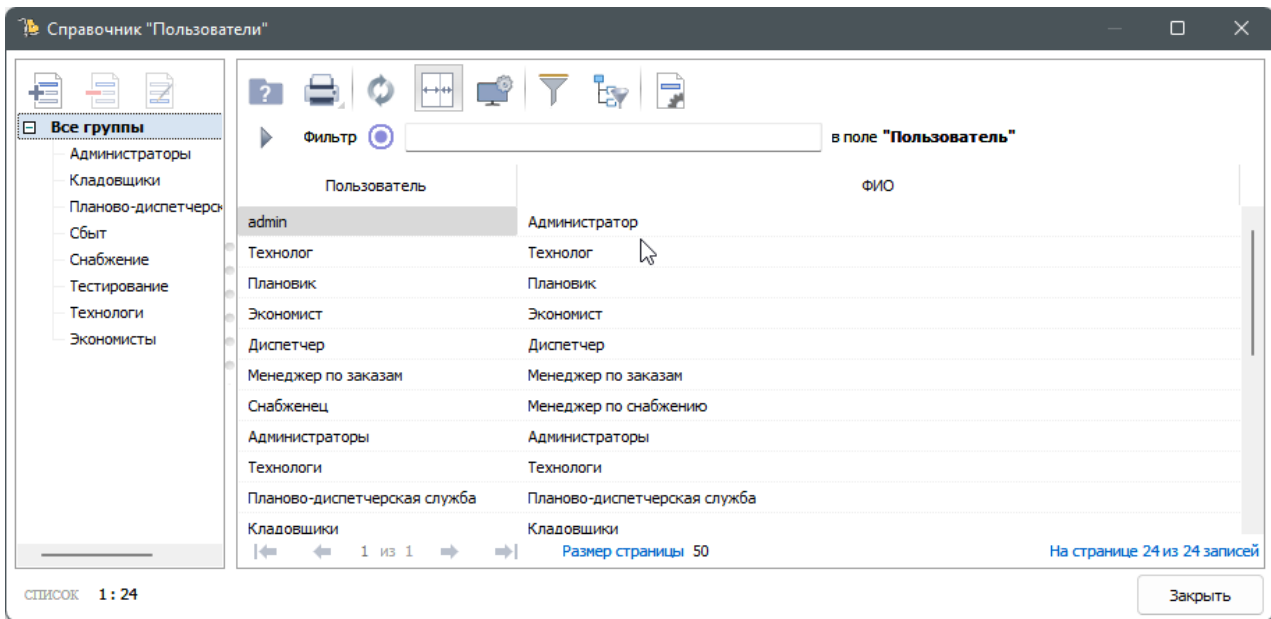 Справочник "Пользователи"
Все группы
Администраторы
Кладовщики
Планово-диспетчерск
Сбыт
Снабжение
Тестирование
Технологи
Экономисты
Фильтр в поле "Пользователь"
Пользователь ФИО
admin Администратор
Технолог Технолог
Плановик Плановик
Экономист Экономист
Диспетчер Диспетчер
Менеджер по заказам Менеджер по заказам
Снабженец Менеджер по снабжению
Администраторы Администраторы
Технологи Технологи
Планово-диспетчерская служба Планово-диспетчерская служба
Кладовщики Кладовщики
1 из 1 Размер страницы 50 На странице 24 из 24 записей
список 1:24 Закрыть